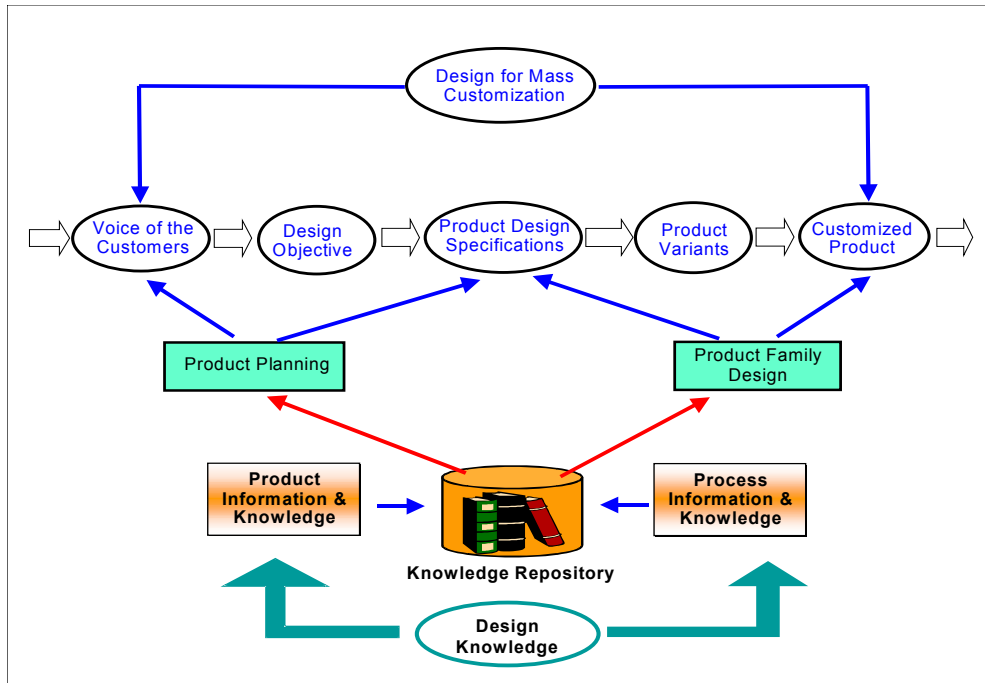 Design for Mass
Customization
Voice of the
Customers
Design
Objective
Product Design
Specifications
Product
Variants
Customized
Product
Product Planning
Product Family
Design
Product
Information &
Knowledge
Process
Information &
Knowledge
Knowledge Repository
Design
Knowledge